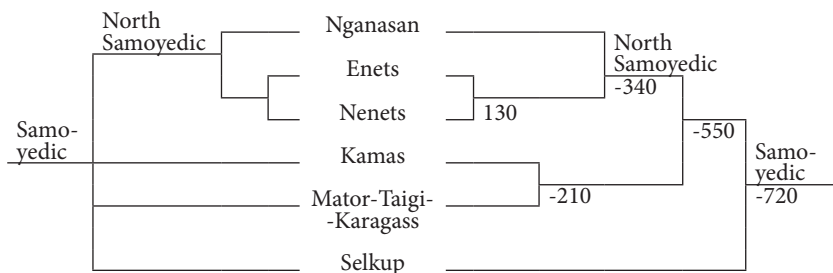 North
Samoyedic
Nganasan
North
Samoyedic
-340
Enets
Nenets
130
-550
Samo-
yedic
Kamas
Samo-
yedic
-720
Mator-Taigi-
-Karagass
-210
Selkup